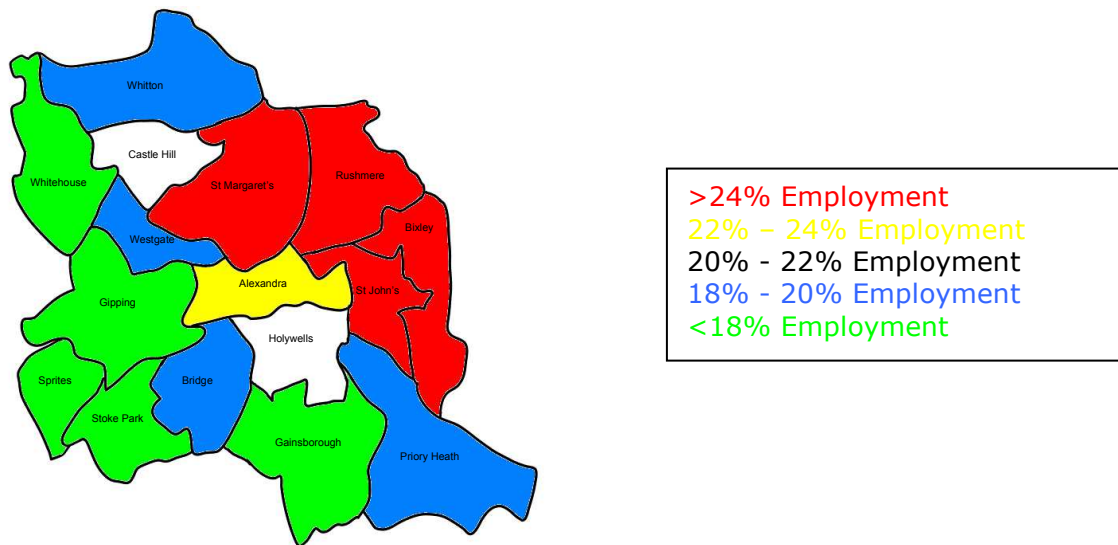 Whitton
Castle Hill
Whitehouse
St Margaret's
Rushmere
Bixley
Westgate
Alexandra
St John's
Gipping
Holywells
Sprites
Bridge
Stoke Park
Gainsborough
Priory Heath
>24% Employment
22% – 24% Employment
20% - 22% Employment
18% - 20% Employment
<18% Employment